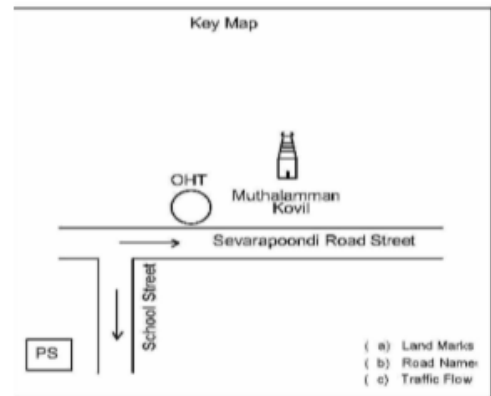 Key Map
OHT
Muthalamman
Kovil
Sevarapoondi Road Street
School Street
PS
( a) Land Marks
( b) Road Name
( c) Traffic Flow